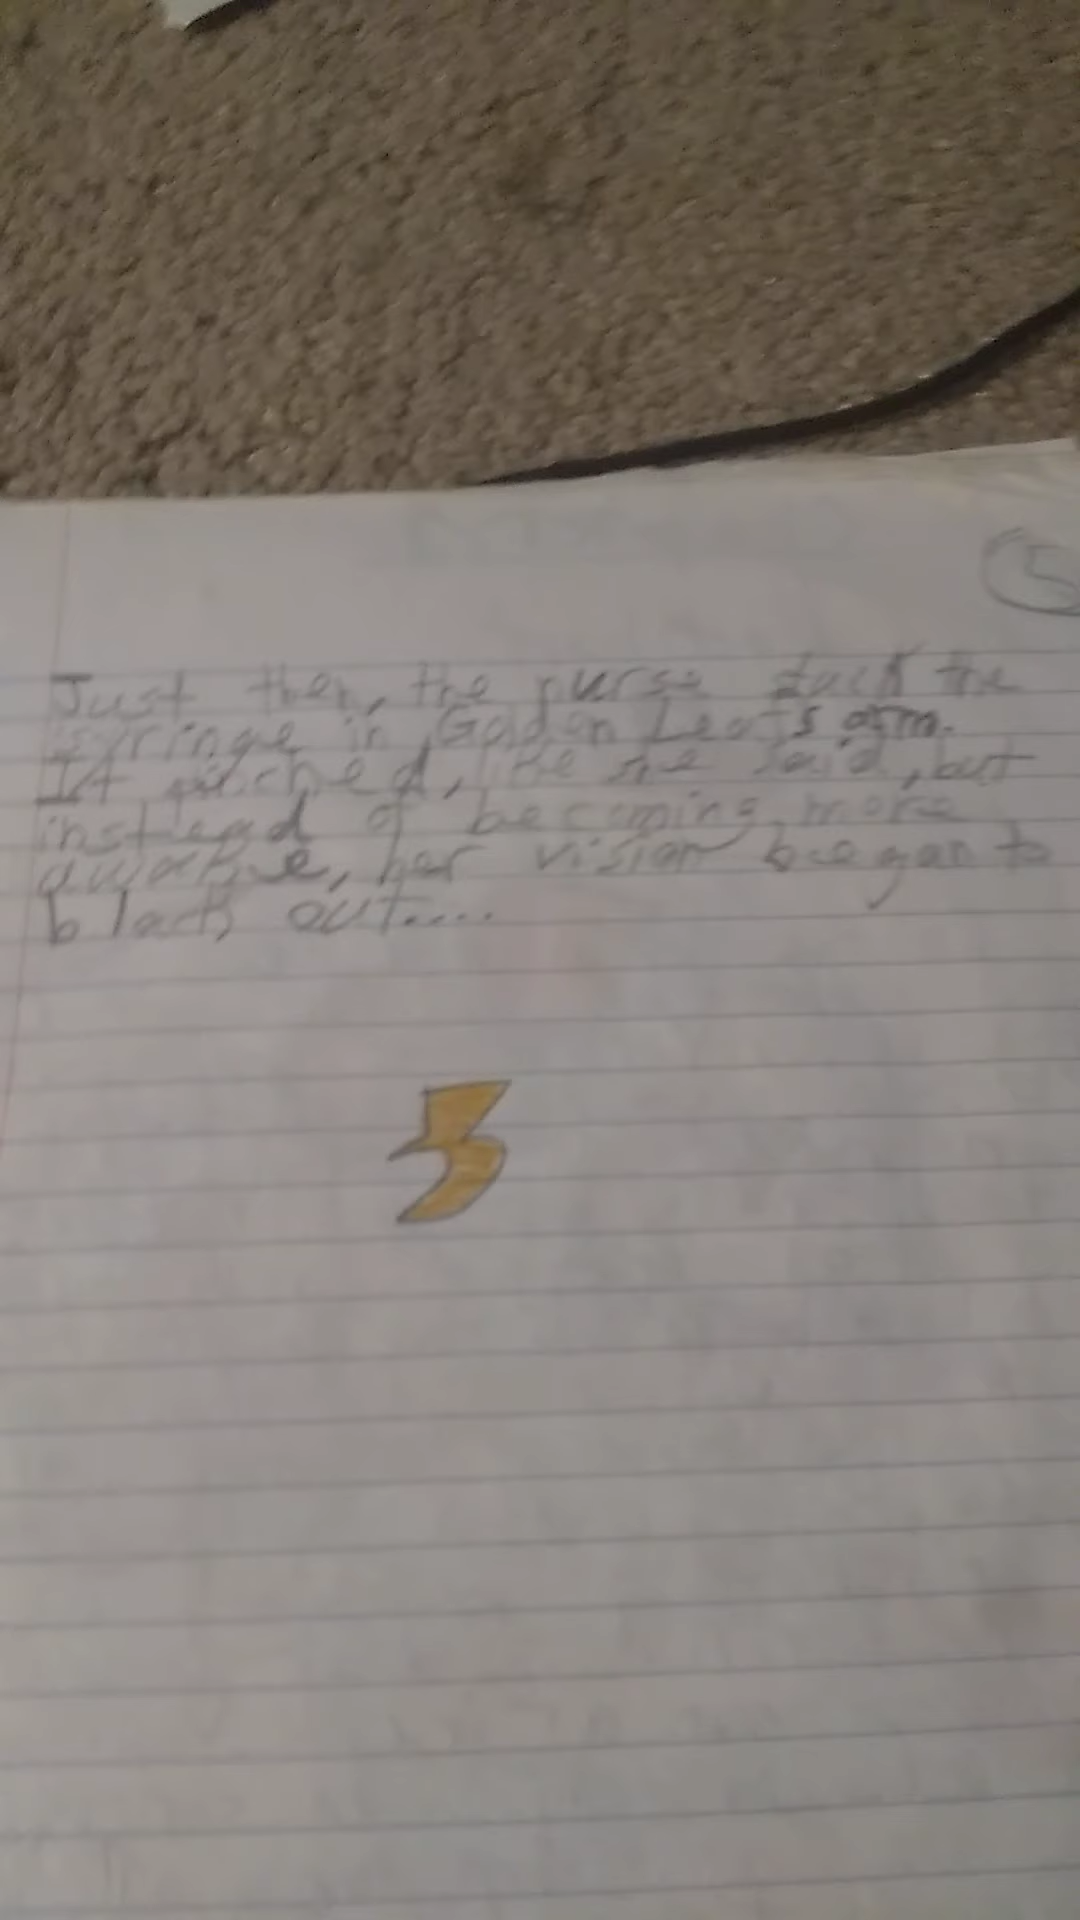 5
Just then, the nurse stuck the
syringe in Golden Leaf's arm.
It pinched, like she said, but
instead of becoming more
awake, her vision began to
black out....